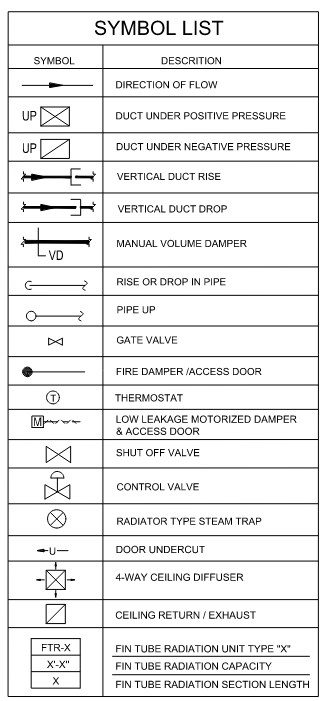 SYMBOL LIST
SYMBOL DESCRITION
DIRECTION OF FLOW
UP DUCT UNDER POSITIVE PRESSURE
UP DUCT UNDER NEGATIVE PRESSURE
VERTICAL DUCT RISE
VERTICAL DUCT DROP
MANUAL VOLUME DAMPER
VD
RISE OR DROP IN PIPE
PIPE UP
GATE VALVE
FIRE DAMPER /ACCESS DOOR
T THERMOSTAT
M LOW LEAKAGE MOTORIZED DAMPER
& ACCESS DOOR
SHUT OFF VALVE
CONTROL VALVE
RADIATOR TYPE STEAM TRAP
U DOOR UNDERCUT
4-WAY CEILING DIFFUSER
CEILING RETURN / EXHAUST
FTR-X FIN TUBE RADIATION UNIT TYPE "X"
X'-X" FIN TUBE RADIATION CAPACITY
X FIN TUBE RADIATION SECTION LENGTH